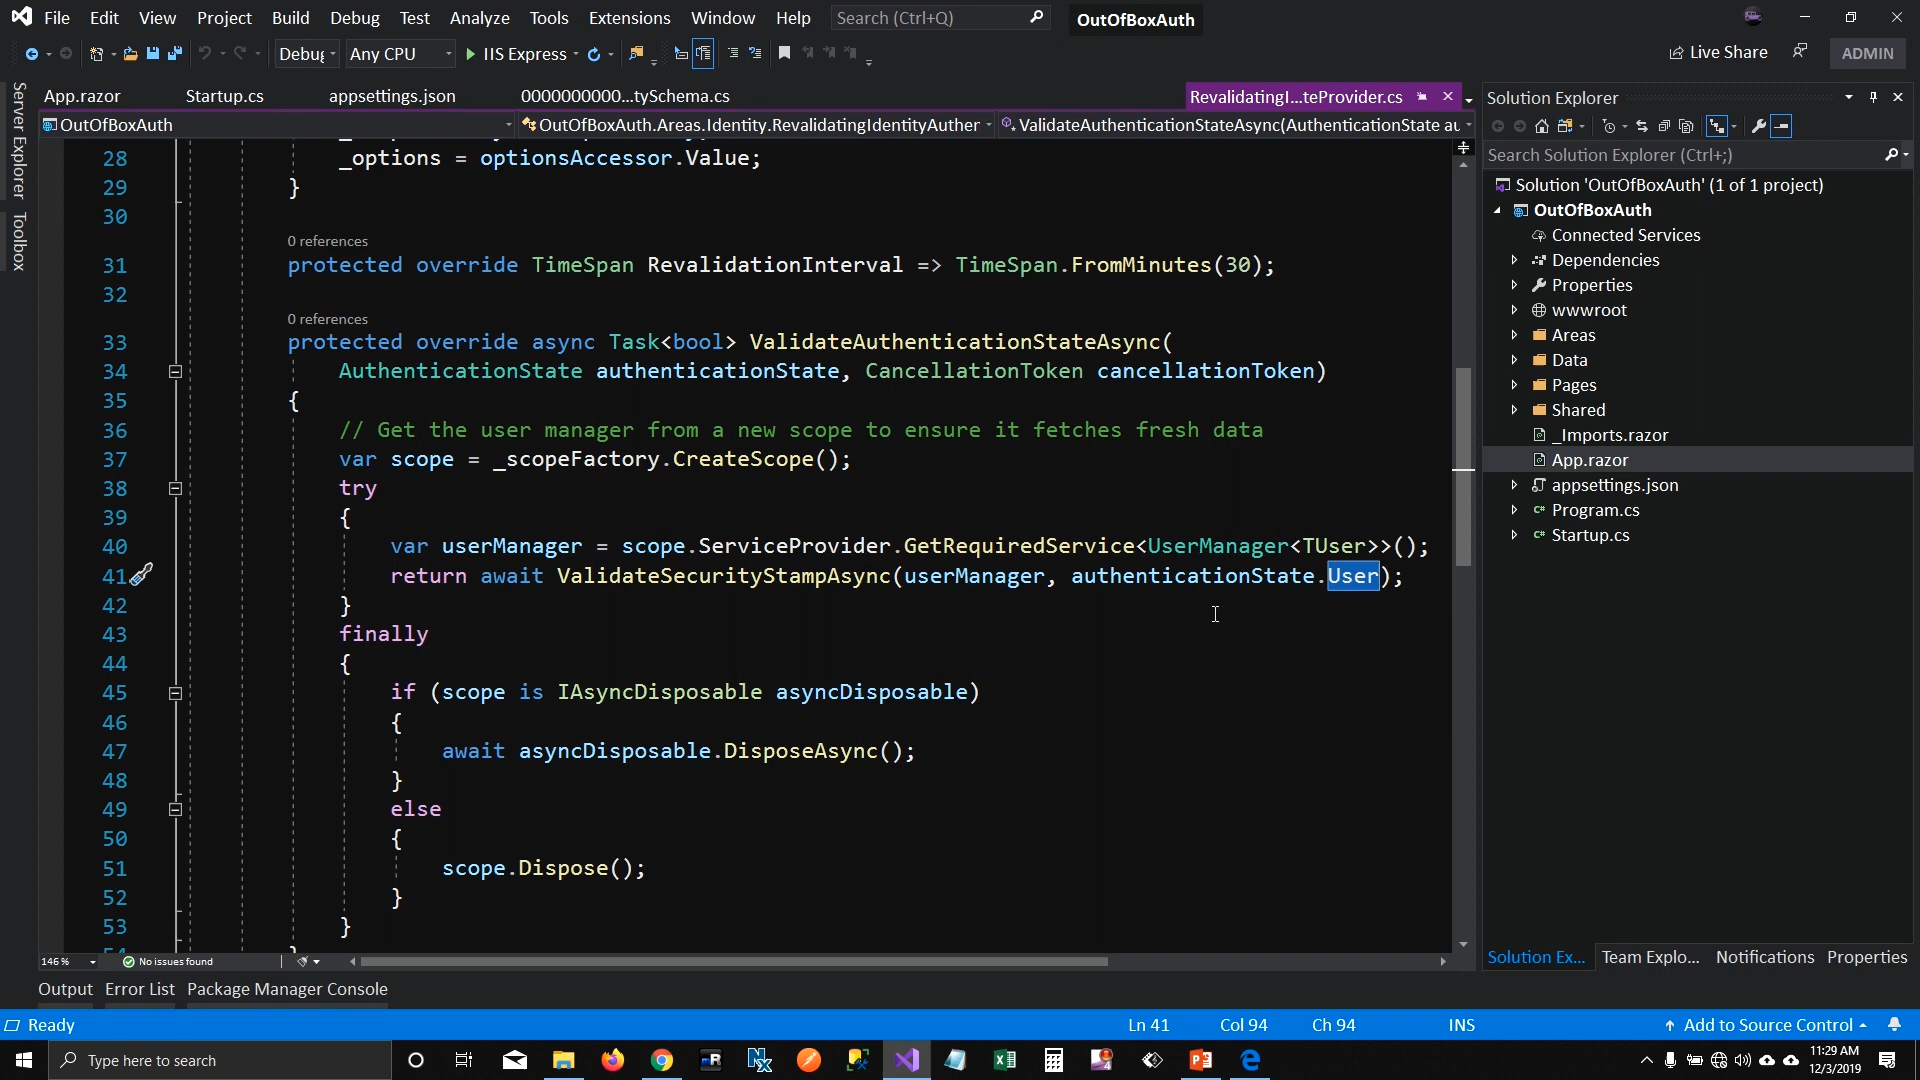 File Edit View Project Build Debug Test Analyze Tools Extensions Window Help Search (Ctrl+Q) OutOfBoxAuth
Debug Any CPU IIS Express Live Share ADMIN
Server Explorer
Toolbox
App.razor Startup.cs appsettings.json 0000000000...tySchema.cs RevalidatingI...teProvider.cs
OutOfBoxAuth OutOfBoxAuth.Areas.Identity.RevalidatingIdentityAuther ValidateAuthenticationStateAsync(AuthenticationState au
28 _options = optionsAccessor.Value;
29 }
30
0 references
31 protected override TimeSpan RevalidationInterval => TimeSpan.FromMinutes(30);
32
0 references
33 protected override async Task<bool> ValidateAuthenticationStateAsync(
34 AuthenticationState authenticationState, CancellationToken cancellationToken)
35 {
36 // Get the user manager from a new scope to ensure it fetches fresh data
37 var scope = _scopeFactory.CreateScope();
38 try
39 {
40 var userManager = scope.ServiceProvider.GetRequiredService<UserManager<TUser>>();
41 return await ValidateSecurityStampAsync(userManager, authenticationState.User);
42 }
43 finally
44 {
45 if (scope is IAsyncDisposable asyncDisposable)
46 {
47 await asyncDisposable.DisposeAsync();
48 }
49 else
50 {
51 scope.Dispose();
52 }
53 }
146 % No issues found
Solution Explorer
Search Solution Explorer (Ctrl+;)
Solution 'OutOfBoxAuth' (1 of 1 project)
OutOfBoxAuth
Connected Services
Dependencies
Properties
wwwroot
Areas
Data
Pages
Shared
_Imports.razor
App.razor
appsettings.json
C# Program.cs
C# Startup.cs
Solution Ex... Team Explo... Notifications Properties
Output Error List Package Manager Console
Ready Ln 41 Col 94 Ch 94 INS Add to Source Control
Type here to search 11:29 AM
12/3/2019